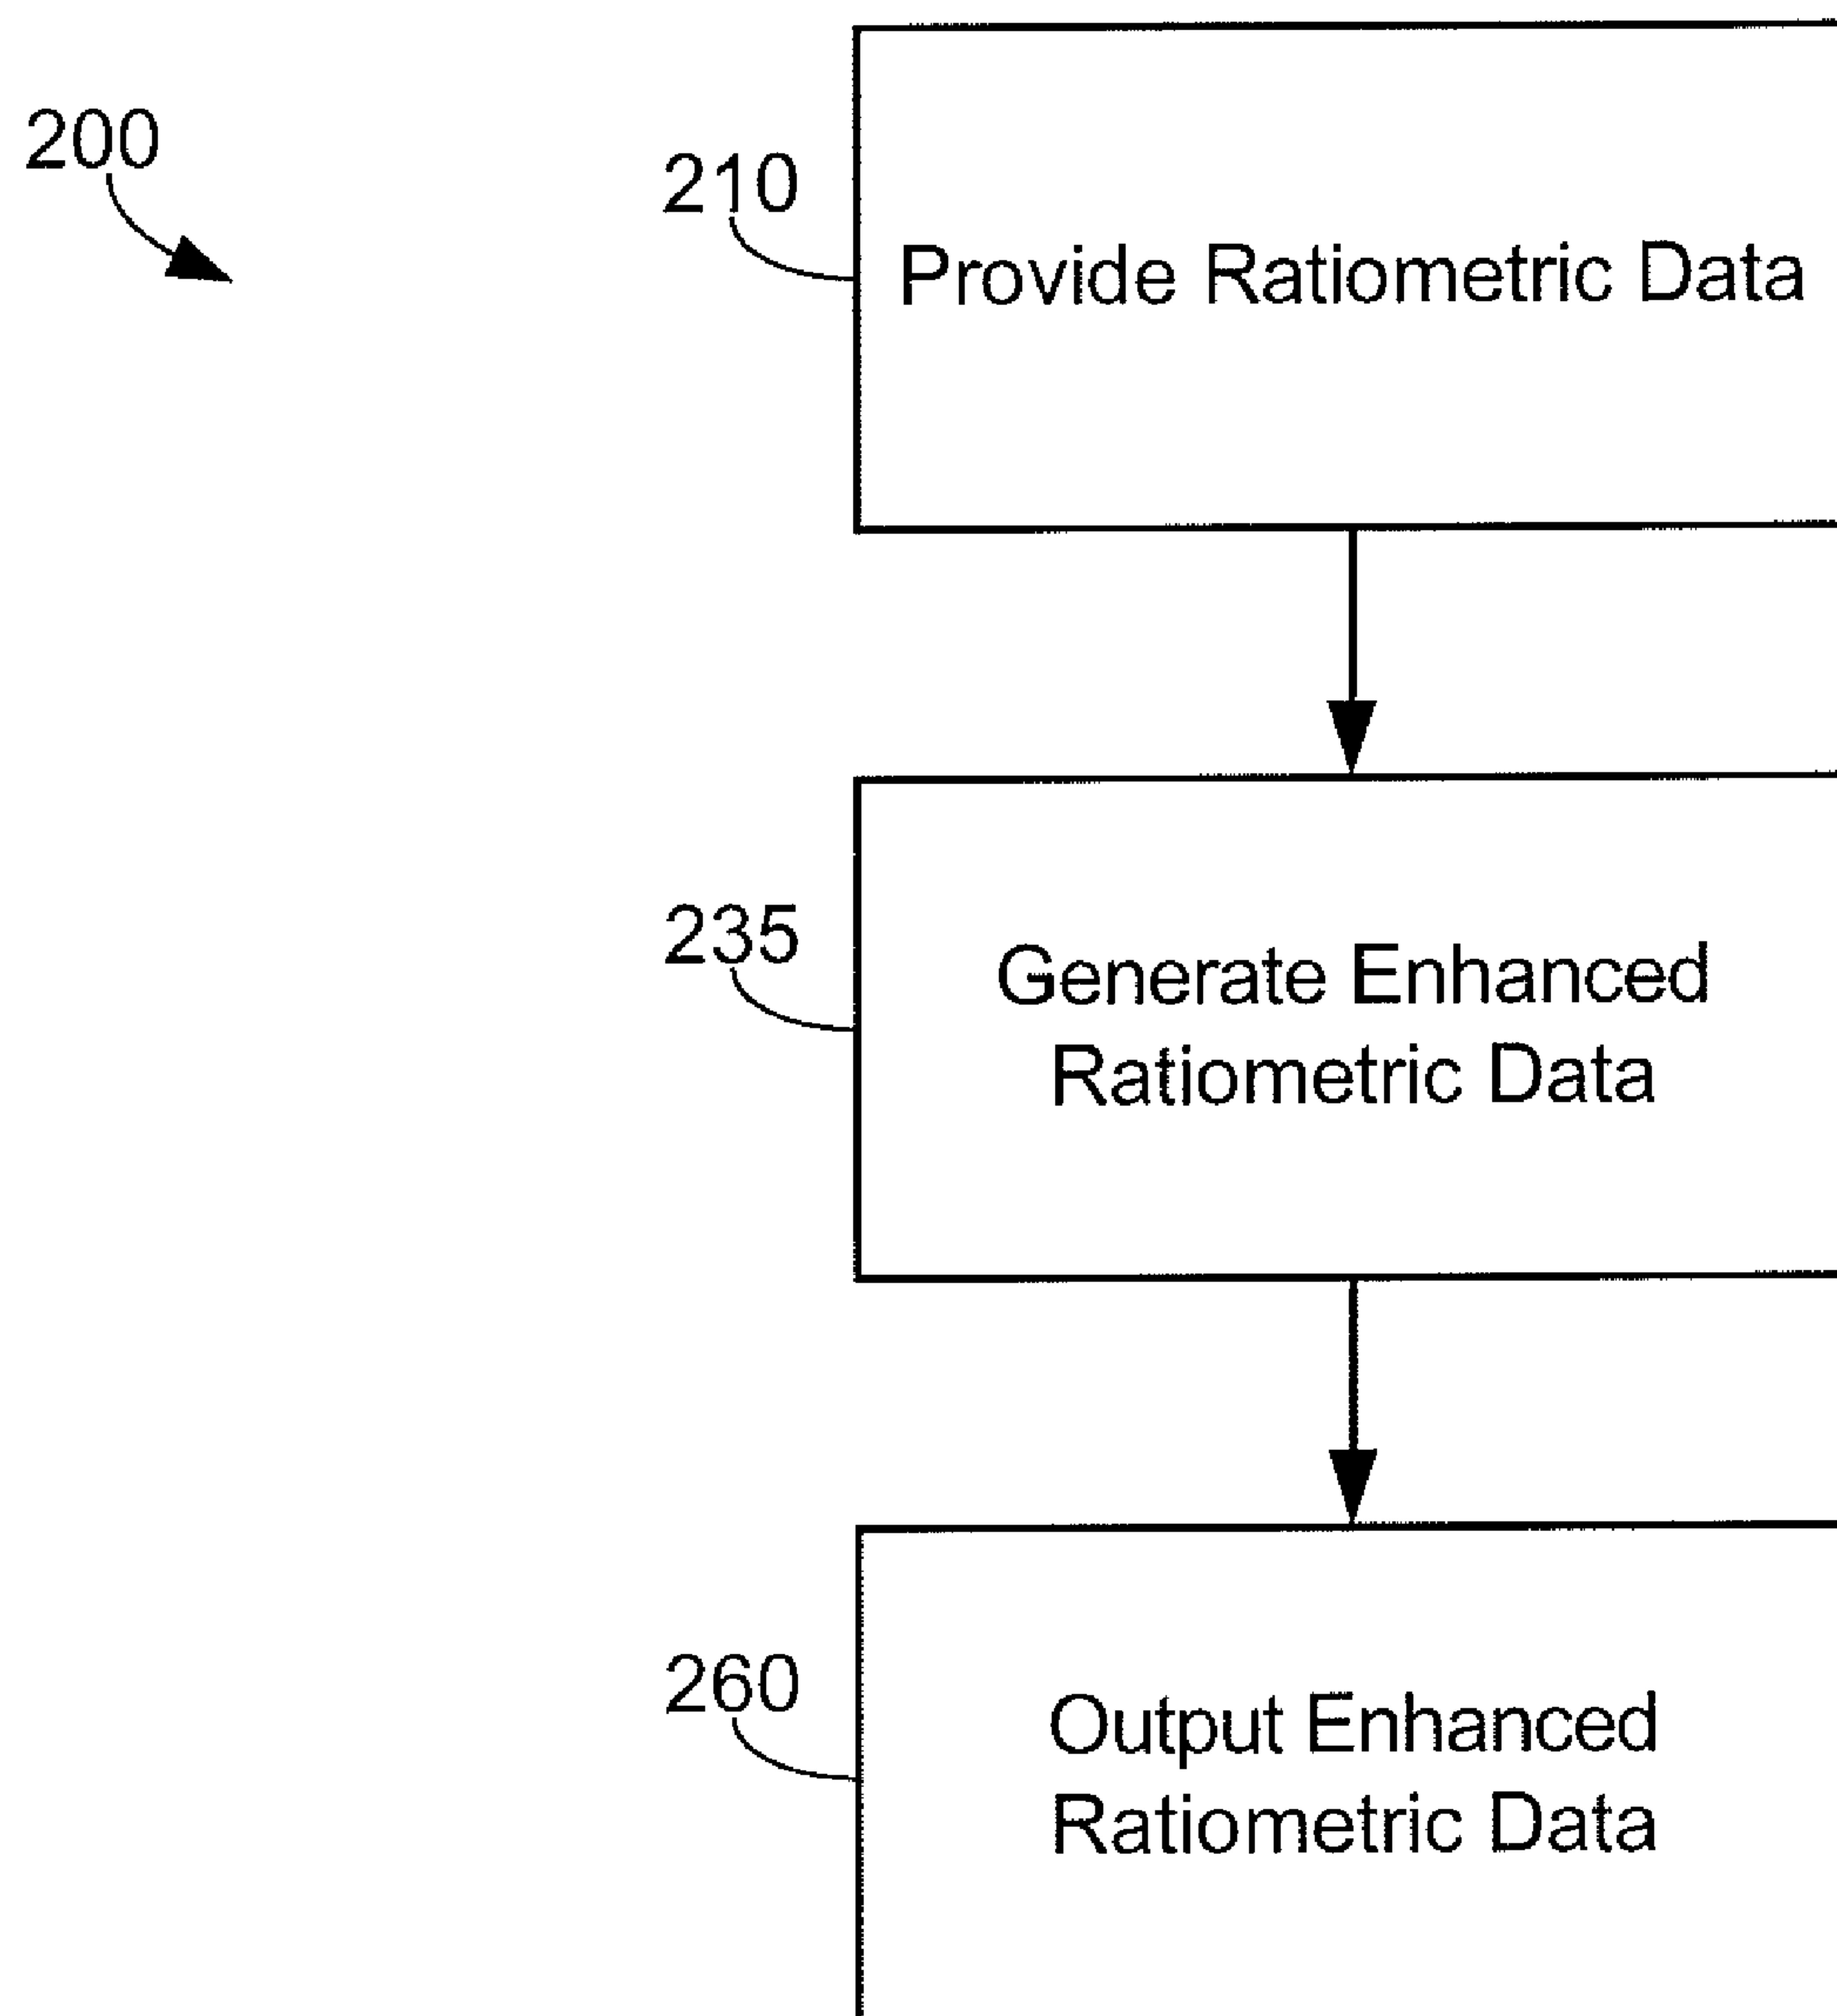 200
210
Provide Ratiometric Data
235
Generate Enhanced
Ratiometric Data
260
Output Enhanced
Ratiometric Data